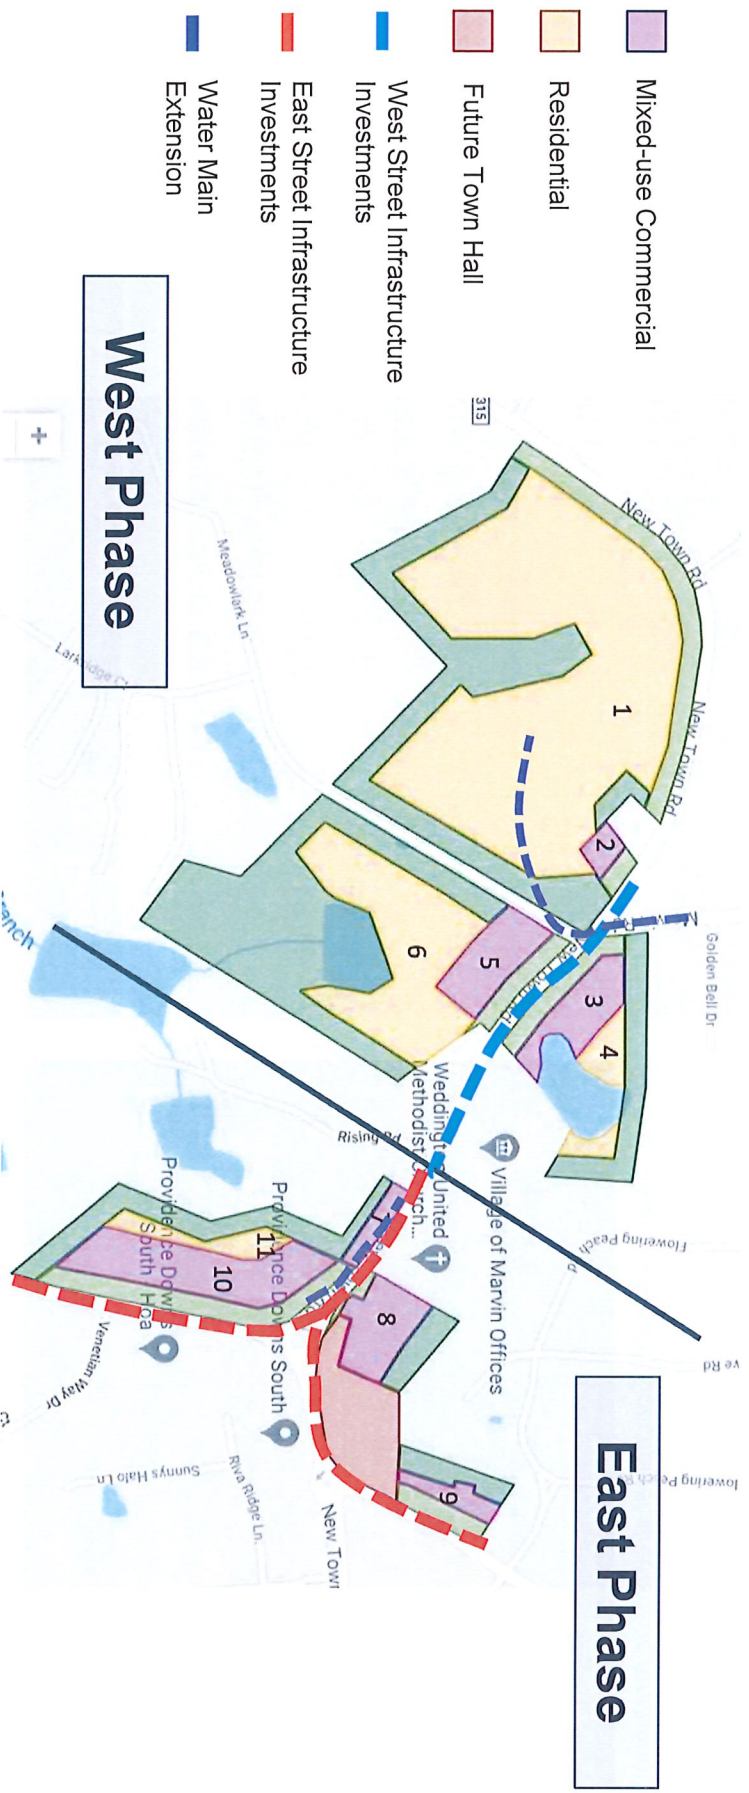 Mixed-use Commercial
Residential
Future Town Hall
West Street Infrastructure
Investments
East Street Infrastructure
Investments
Water Main
Extension
West Phase
East Phase
315
New Town Rd
New Town Rd
Golden Bell Dr
Meadowlark Ln
1
2
3
4
5
6
Weddington United
Methodist Church...
Village of Marvin Offices
Rising
Flowering Peach
8
9
10
11
Providence Downs South
Providence Downs
South Hoa
Venetian Way Dr
Sunnys Halo Ln
Riva Ridge Ln
New Town
+